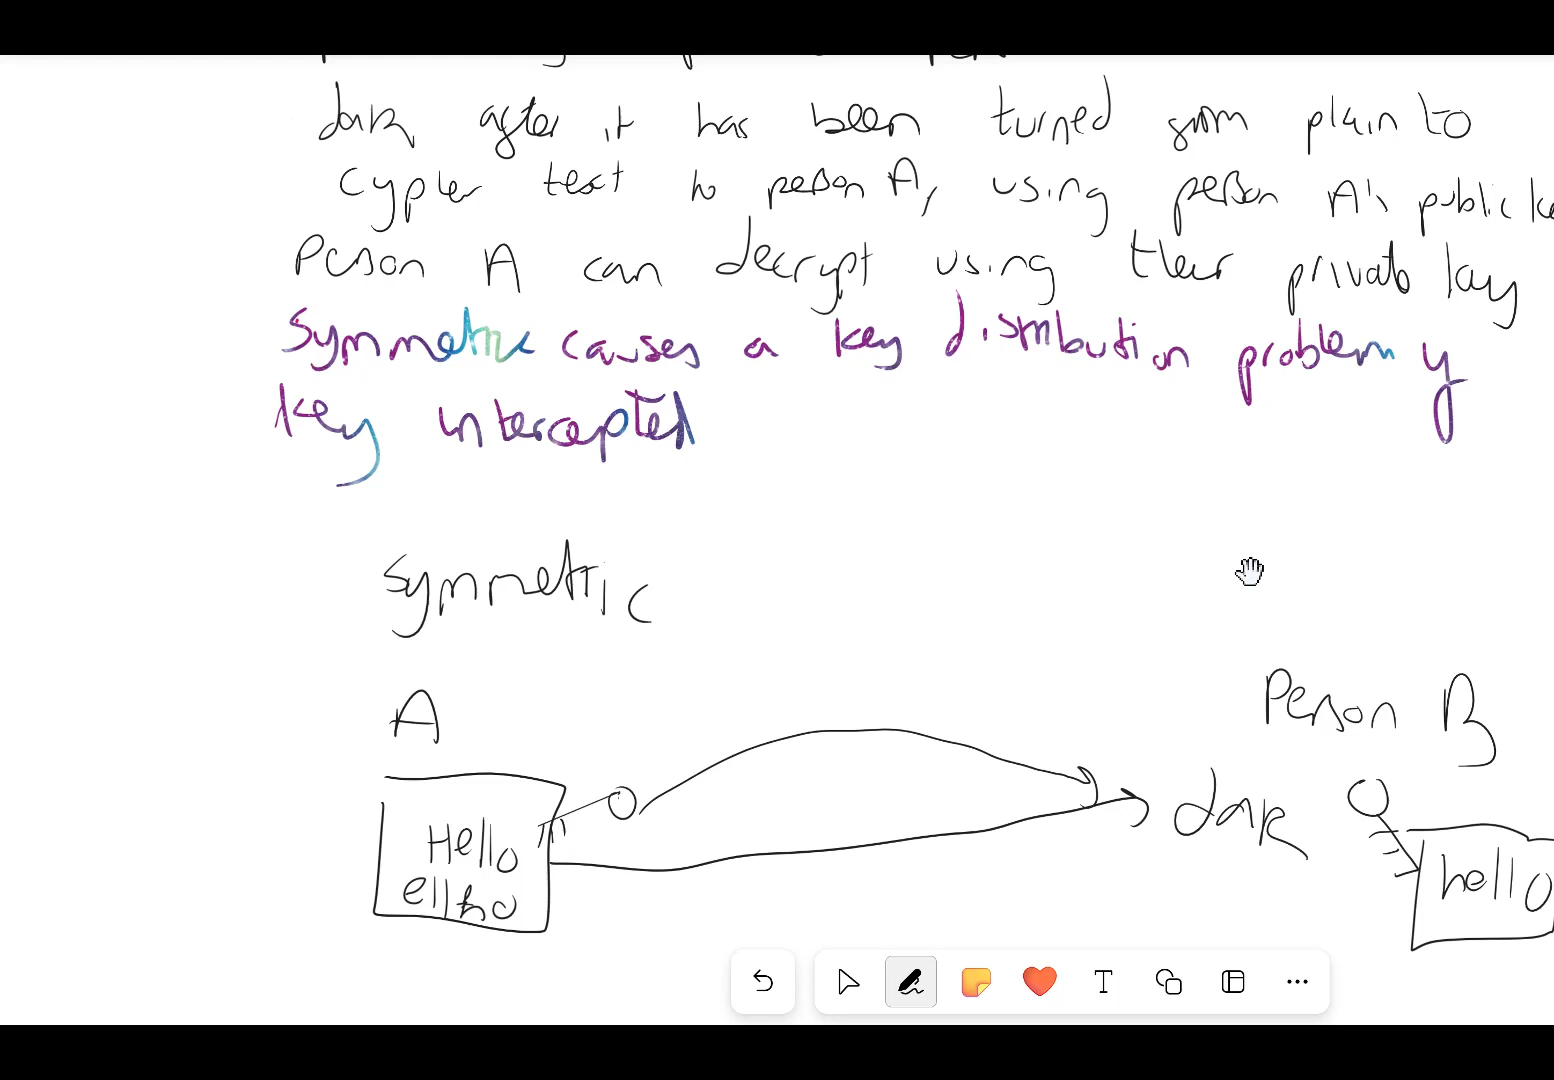 data after it has been turned from plain to
cypher text to person A, using person A's public ke
Person A can decrypt using their private key
Symmetric causes a key distribution problem if
key intercepted
Symmetric
A
Person B
Hello
ellho
data
hello
T